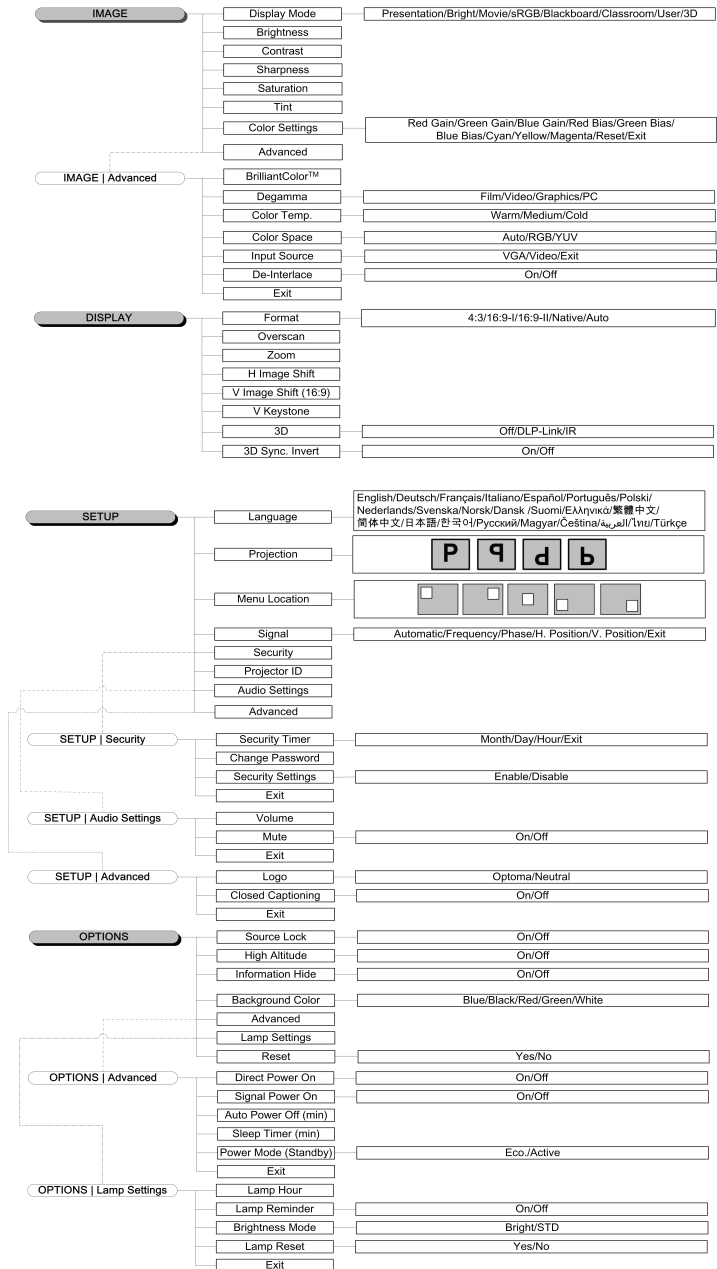 IMAGE
Display Mode
Presentation/Bright/Movie/sRGB/Blackboard/Classroom/User/3D
Brightness
Contrast
Sharpness
Saturation
Tint
Color Settings
Red Gain/Green Gain/Blue Gain/Red Bias/Green Bias/
Blue Bias/Cyan/Yellow/Magenta/Reset/Exit
Advanced
IMAGE | Advanced
BrilliantColor™
Degamma
Film/Video/Graphics/PC
Color Temp.
Warm/Medium/Cold
Color Space
Auto/RGB/YUV
Input Source
VGA/Video/Exit
De-Interlace
On/Off
Exit
DISPLAY
Format
4:3/16:9-I/16:9-II/Native/Auto
Overscan
Zoom
H Image Shift
V Image Shift (16:9)
V Keystone
3D
Off/DLP-Link/IR
3D Sync. Invert
On/Off
SETUP
Language
English/Deutsch/Français/Italiano/Español/Português/Polski/
Nederlands/Svenska/Norsk/Dansk /Suomi/Ελληνικά/繁體中文/
简体中文/日本語/한국어/Русский/Magyar/Čeština/العربية/ไทย/Türkçe
Projection
P P P P
Menu Location
Signal
Automatic/Frequency/Phase/H. Position/V. Position/Exit
Security
Projector ID
Audio Settings
Advanced
SETUP | Security
Security Timer
Month/Day/Hour/Exit
Change Password
Security Settings
Enable/Disable
Exit
SETUP | Audio Settings
Volume
Mute
On/Off
Exit
SETUP | Advanced
Logo
Optoma/Neutral
Closed Captioning
On/Off
Exit
OPTIONS
Source Lock
On/Off
High Altitude
On/Off
Information Hide
On/Off
Background Color
Blue/Black/Red/Green/White
Advanced
Lamp Settings
Reset
Yes/No
OPTIONS | Advanced
Direct Power On
On/Off
Signal Power On
On/Off
Auto Power Off (min)
Sleep Timer (min)
Power Mode (Standby)
Eco./Active
Exit
OPTIONS | Lamp Settings
Lamp Hour
Lamp Reminder
On/Off
Brightness Mode
Bright/STD
Lamp Reset
Yes/No
Exit